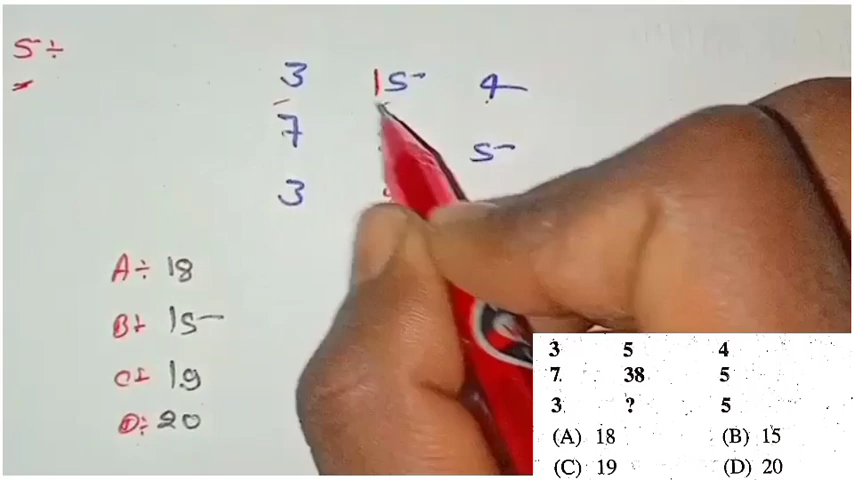 5÷
3 15 4
7 5
3
A÷ 18
B÷ 15
C÷ 19
D÷ 20
3 5 4
7 38 5
3 ? 5
(A) 18 (B) 15
(C) 19 (D) 20